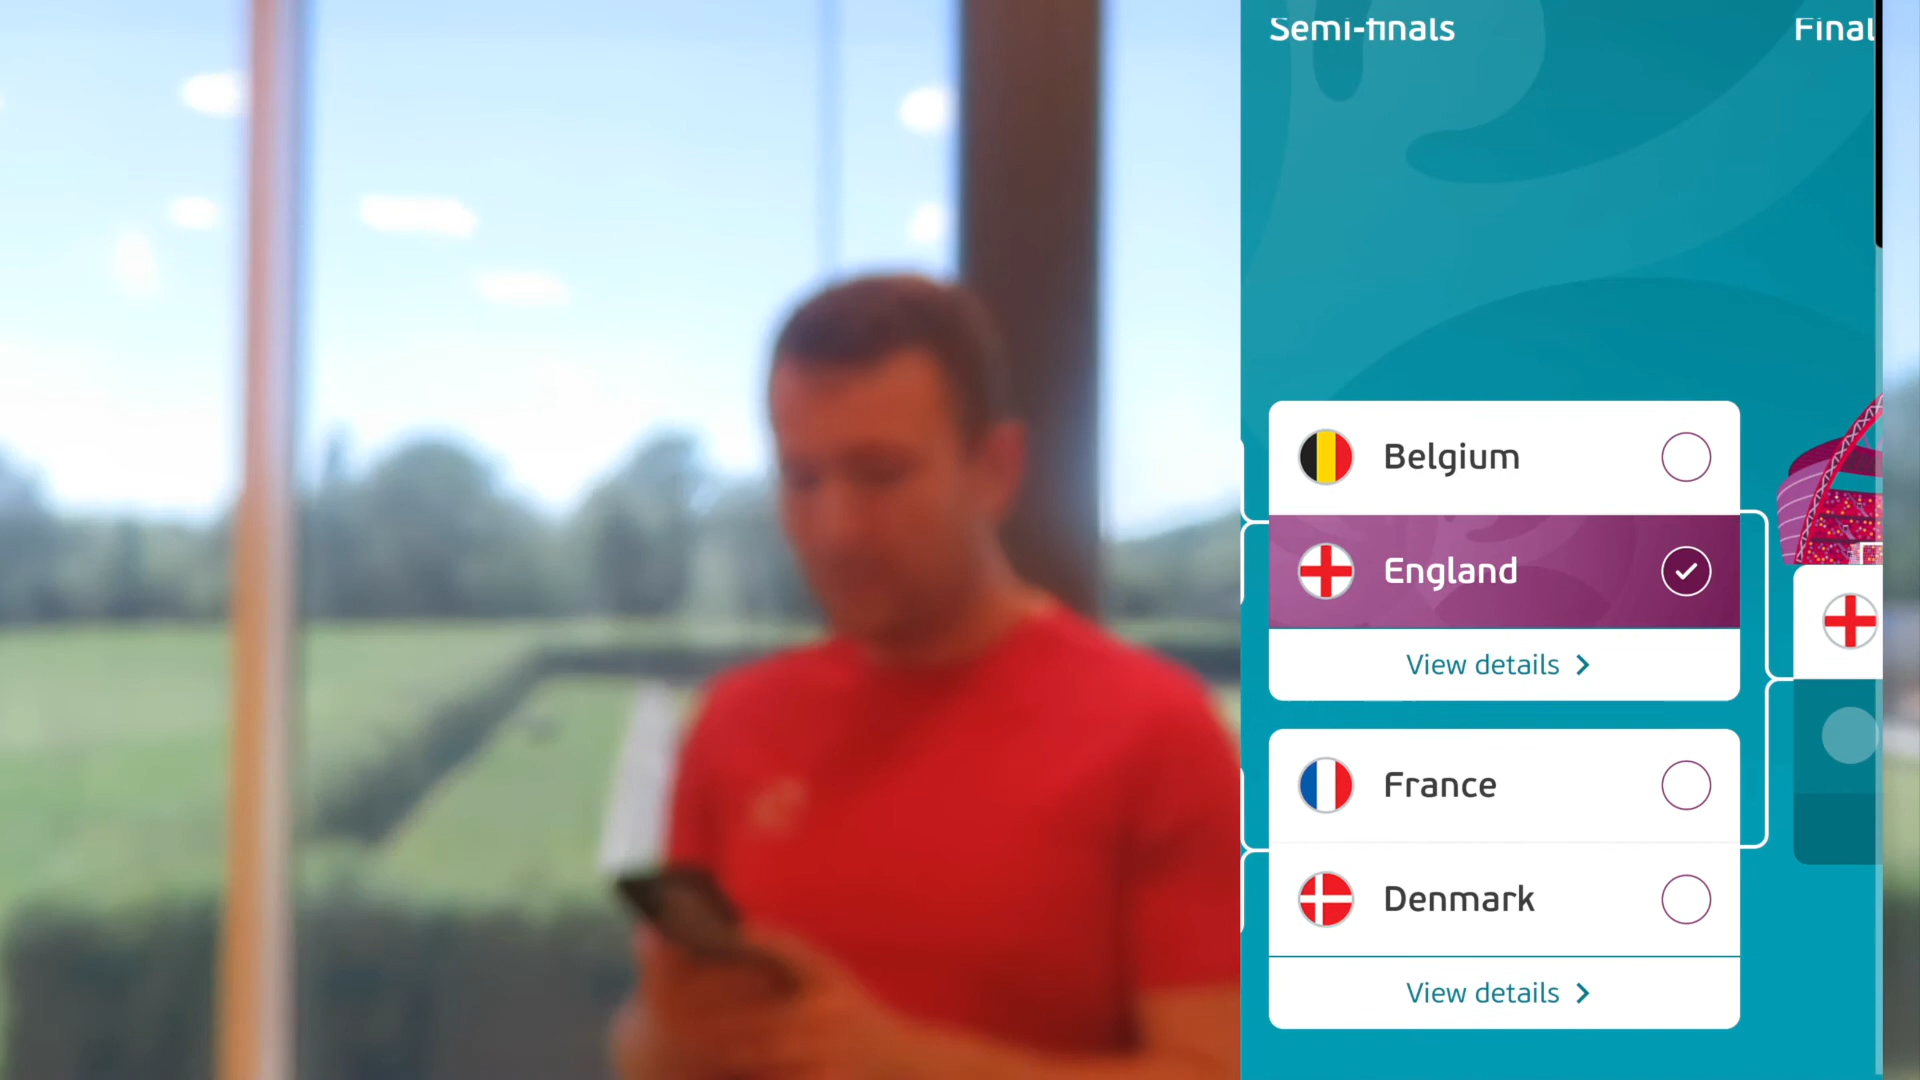 Semi-finals
Final
Belgium
England
View details
France
Denmark
View details